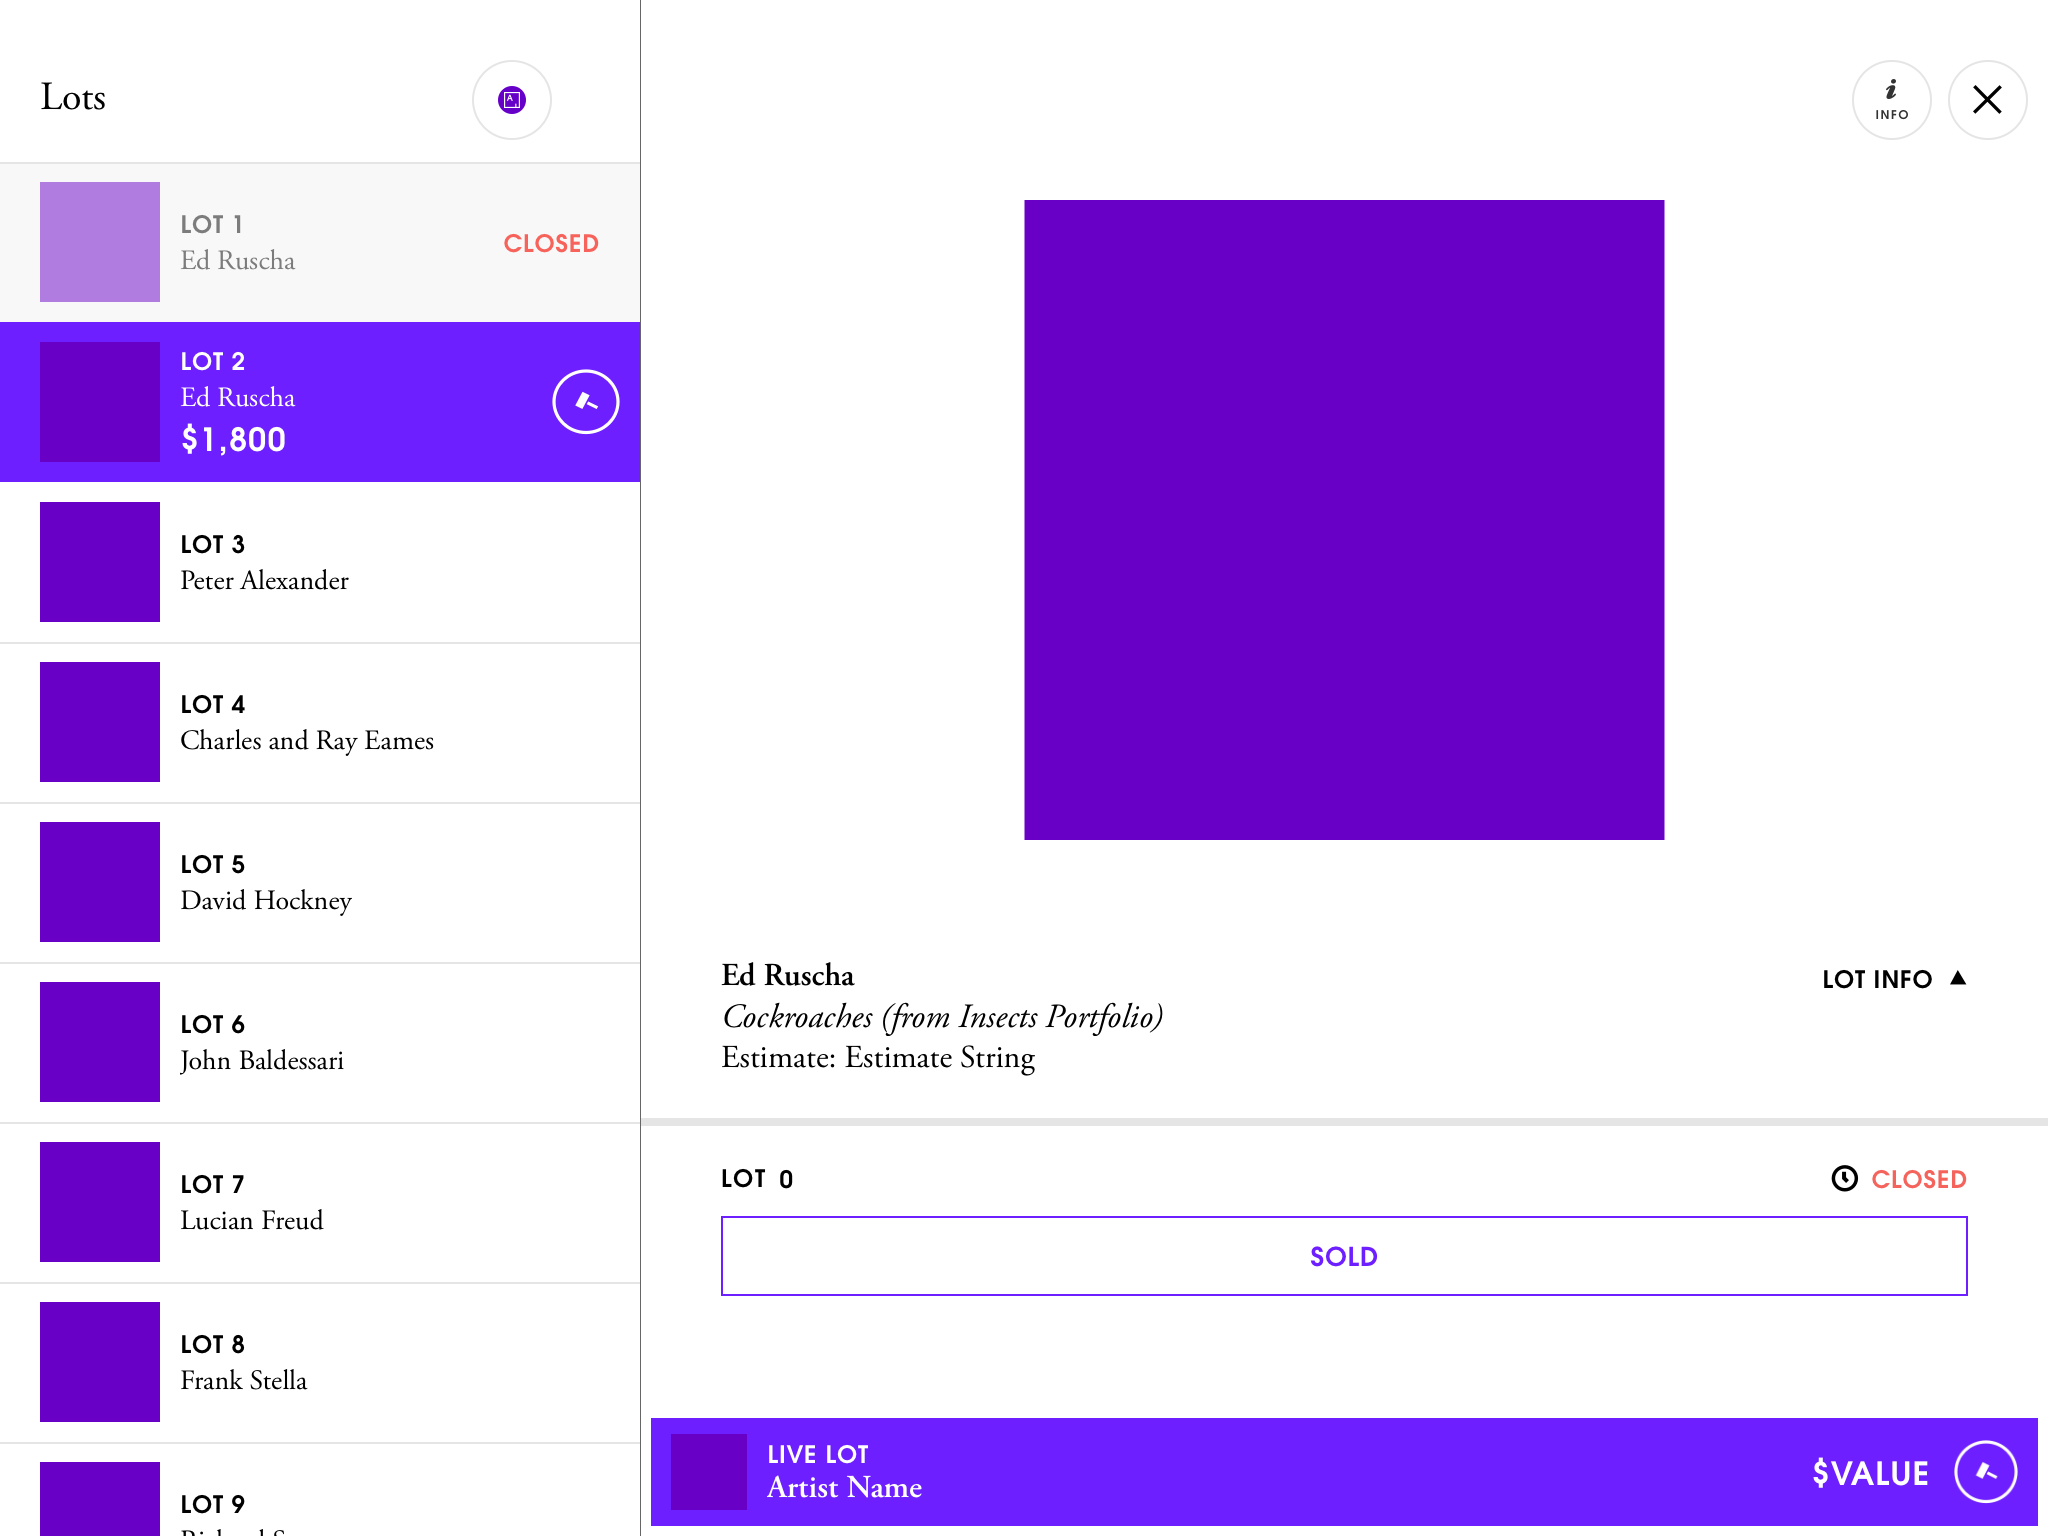 Lots
LOT 1
Ed Ruscha
CLOSED
LOT 2
Ed Ruscha
$1,800
LOT 3
Peter Alexander
LOT 4
Charles and Ray Eames
LOT 5
David Hockney
LOT 6
John Baldessari
LOT 7
Lucian Freud
LOT 8
Frank Stella
LOT 9
i
INFO
Ed Ruscha
LOT INFO
Cockroaches (from Insects Portfolio)
Estimate: Estimate String
LOT 0
CLOSED
SOLD
LIVE LOT
Artist Name
$VALUE